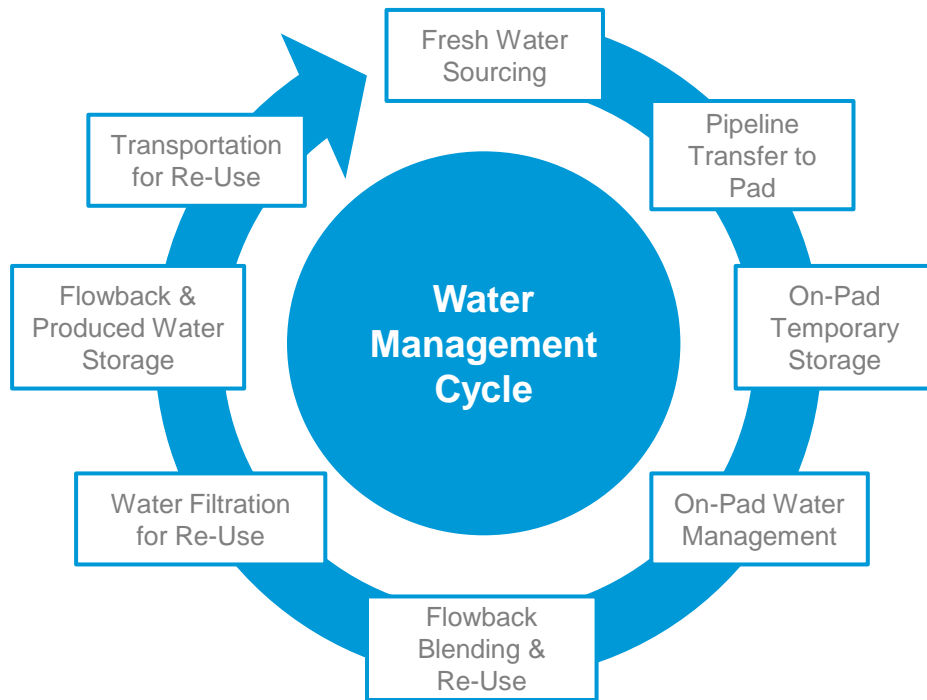 Fresh Water
Sourcing
Pipeline
Transfer to
Pad
On-Pad
Temporary
Storage
On-Pad Water
Management
Flowback
Blending &
Re-Use
Water Filtration
for Re-Use
Flowback &
Produced Water
Storage
Transportation
for Re-Use
Water
Management
Cycle